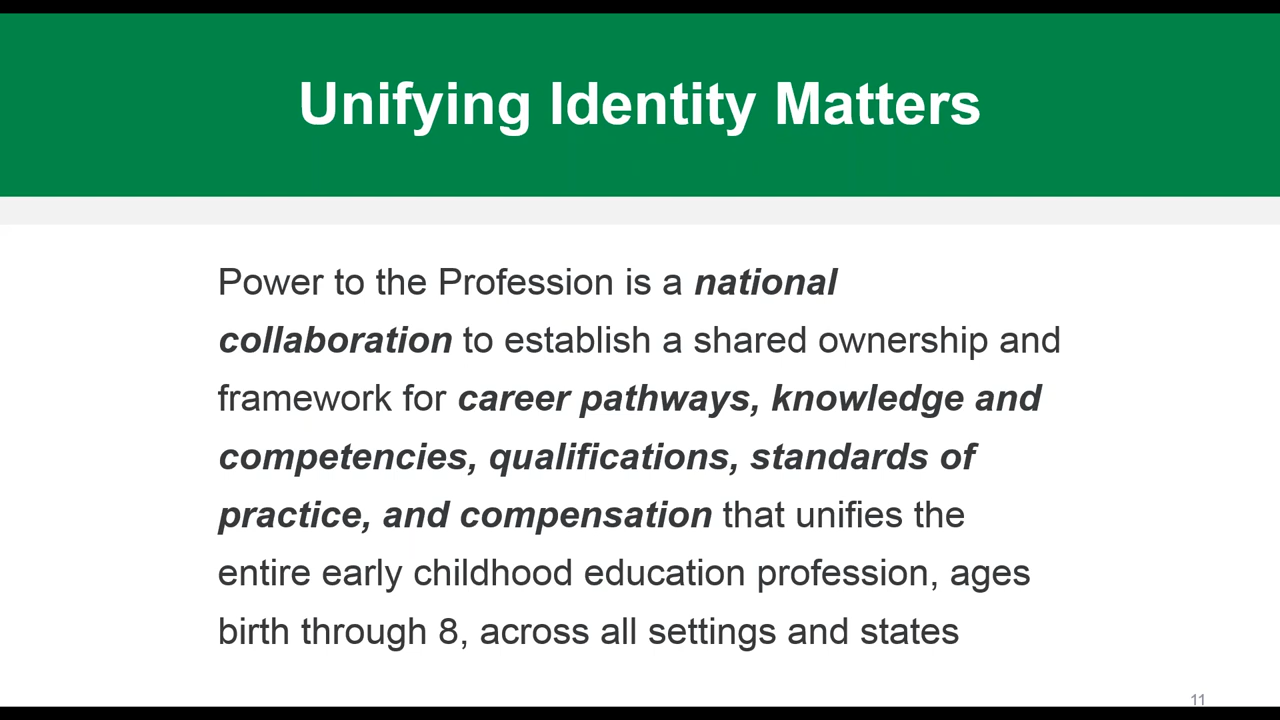 Unifying Identity Matters
Power to the Profession is a national
collaboration to establish a shared ownership and
framework for career pathways, knowledge and
competencies, qualifications, standards of
practice, and compensation that unifies the
entire early childhood education profession, ages
birth through 8, across all settings and states
11